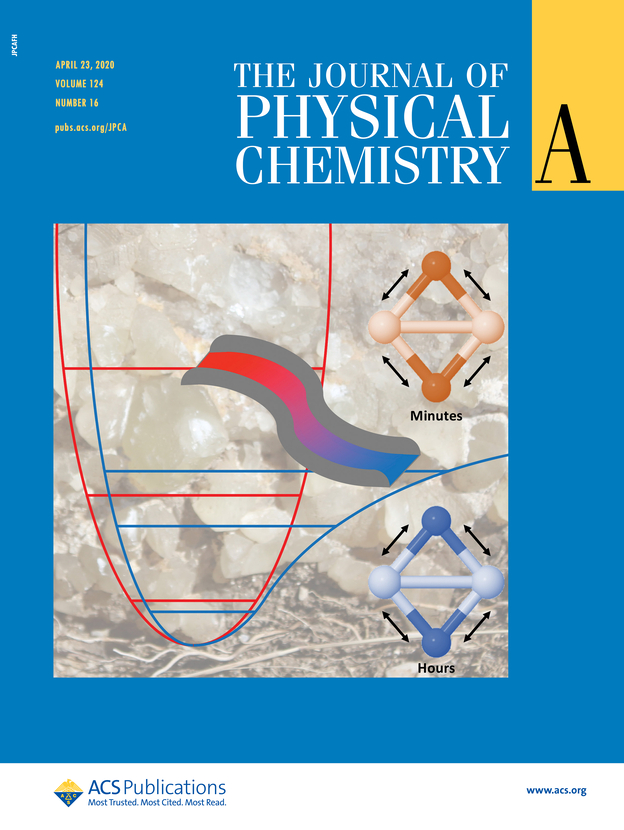 JPCAFH
APRIL 23, 2020
VOLUME 124
NUMBER 16
pubs.acs.org/JPCA
THE JOURNAL OF
PHYSICAL
CHEMISTRY
A
Minutes
Hours
ACS
ACS Publications
Most Trusted. Most Cited. Most Read.
www.acs.org